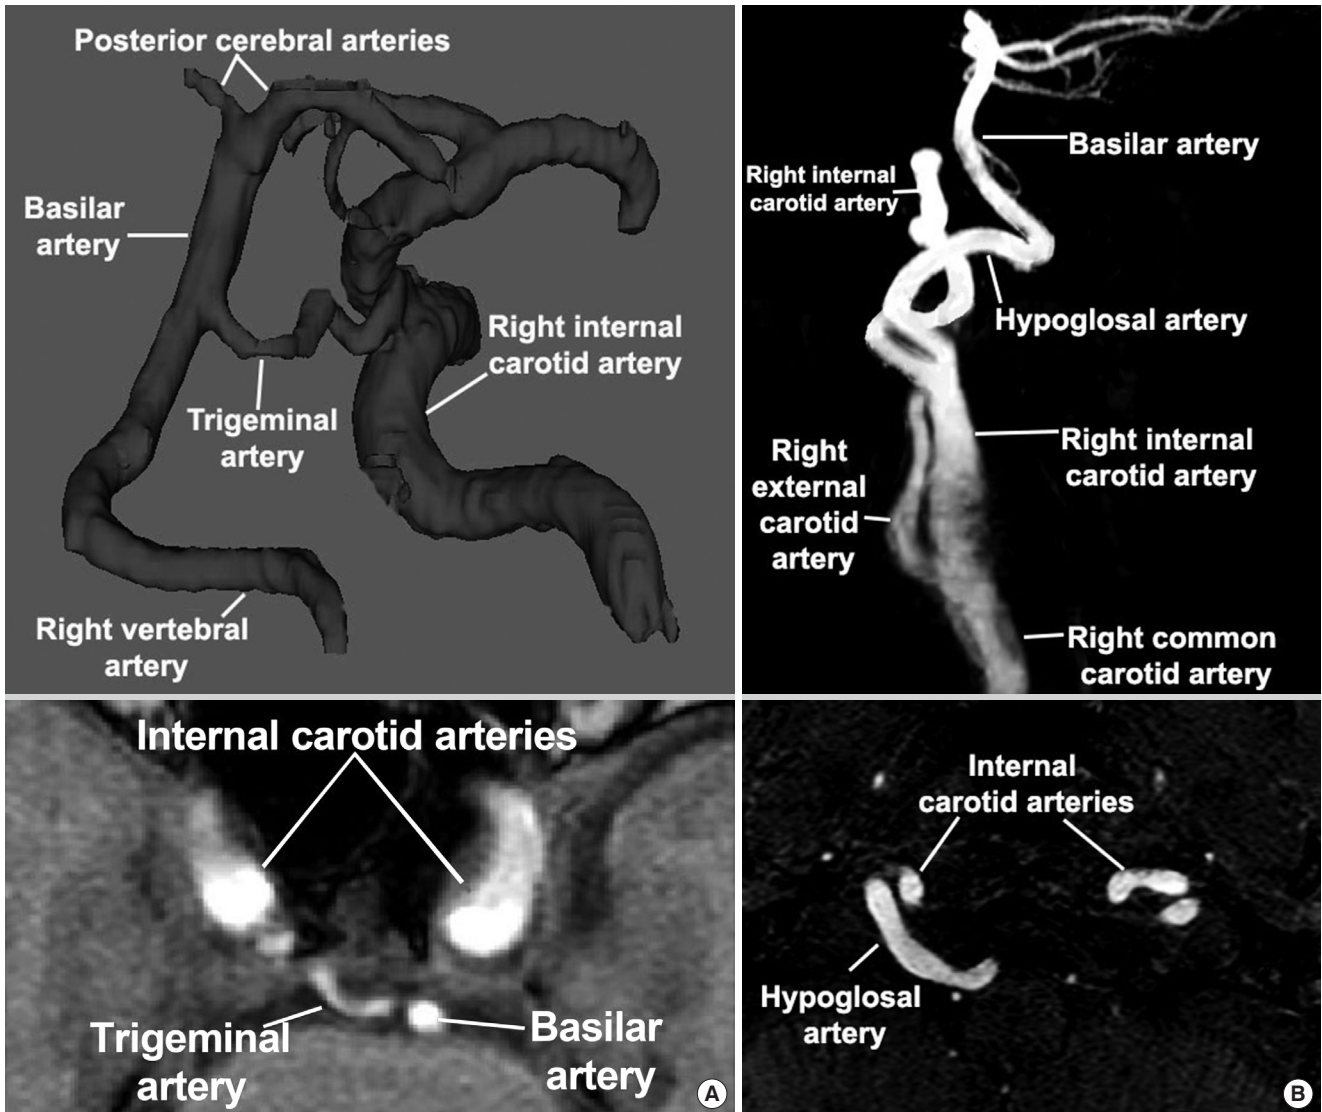 Posterior cerebral arteries
Basilar
artery
Right internal
carotid artery
Trigeminal
artery
Right vertebral
artery
Basilar artery
Right internal
carotid artery
Hypoglosal artery
Right internal
carotid artery
Right
external
carotid
artery
Right common
carotid artery
Internal carotid arteries
Trigeminal
artery
Basilar
artery
A
Internal
carotid arteries
Hypoglosal
artery
B